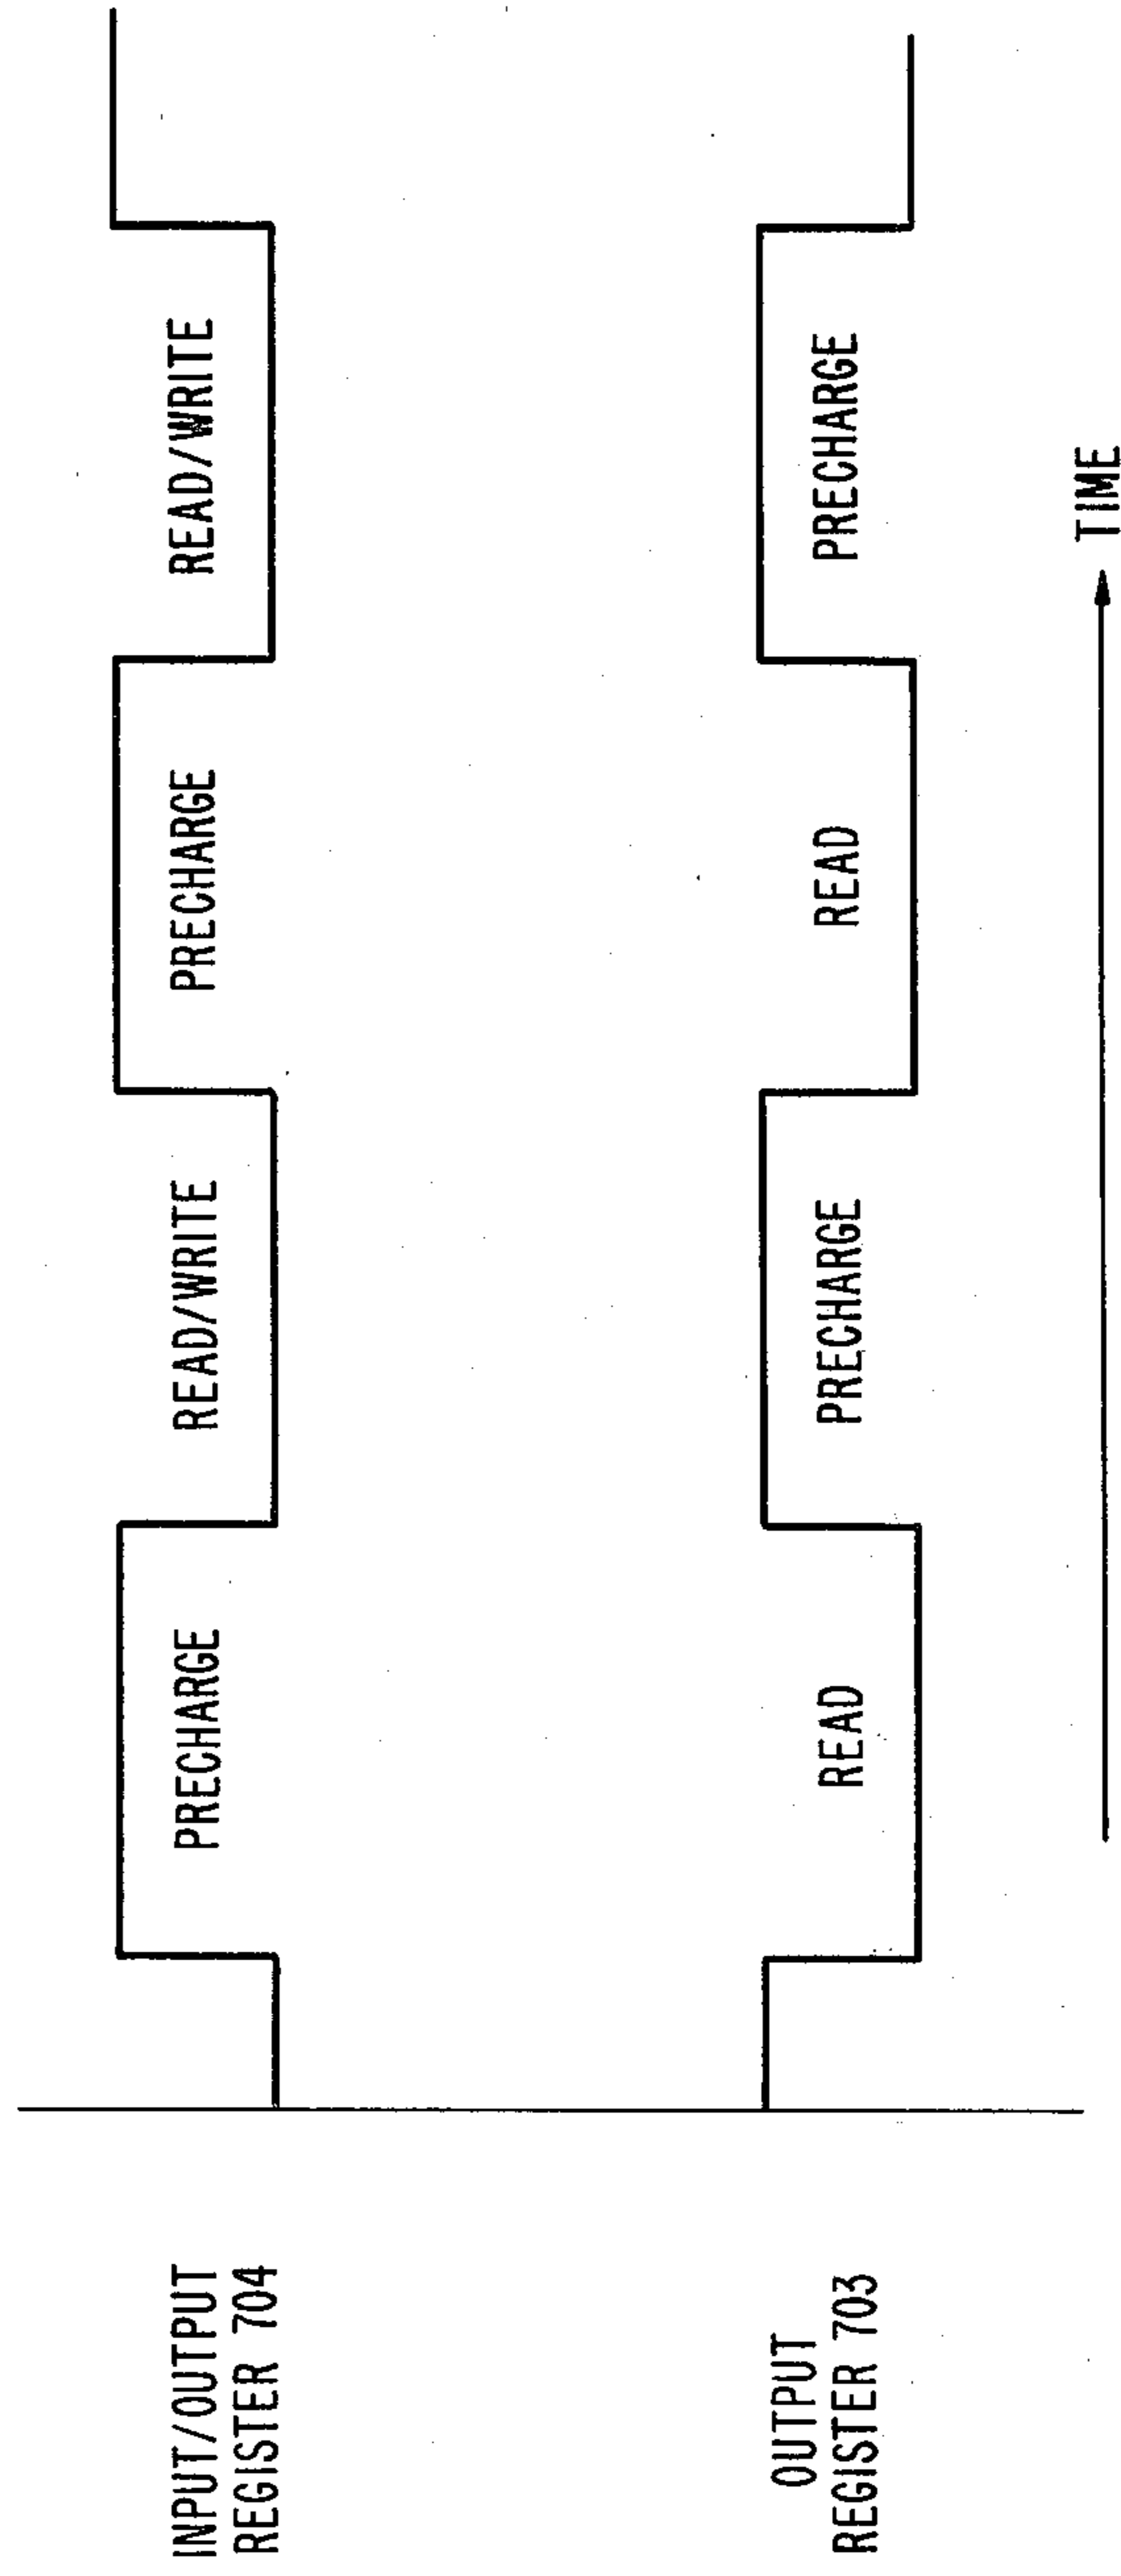 INPUT/OUTPUT
REGISTER 704
PRECHARGE
READ/WRITE
PRECHARGE
READ/WRITE
OUTPUT
REGISTER 703
READ
PRECHARGE
READ
PRECHARGE
TIME